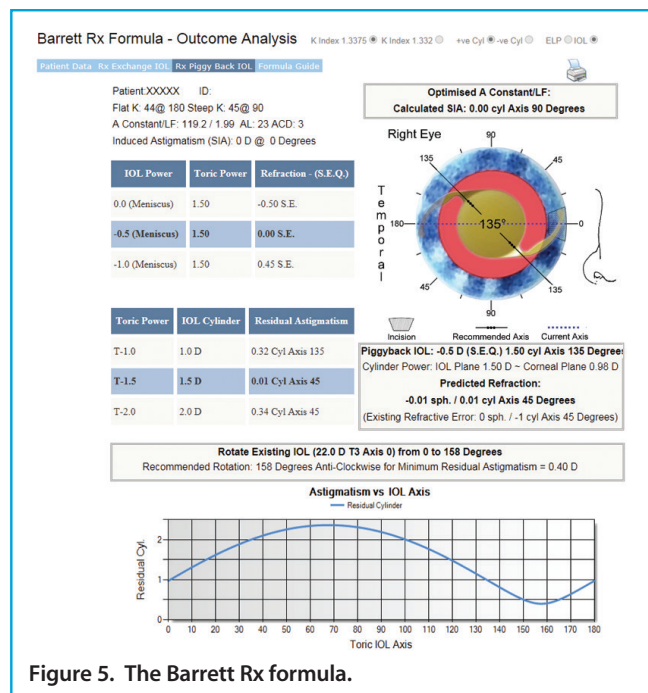 Barrett Rx Formula - Outcome Analysis K Index 1.3375 K Index 1.332 +ve Cyl -ve Cyl ELP IOL
Patient Data Rx Exchange IOL Rx Piggy Back IOL Formula Guide
Patient:XXXXX ID:
Flat K: 44@ 180 Steep K: 45@ 90
A Constant/LF: 119.2 / 1.99 AL: 23 ACD: 3
Induced Astigmatism (SIA): 0 D @ 0 Degrees
Optimised A Constant/LF:
Calculated SIA: 0.00 cyl Axis 90 Degrees
IOL Power Toric Power Refraction - (S.E.Q.)
0.0 (Meniscus) 1.50 -0.50 S.E.
-0.5 (Meniscus) 1.50 0.00 S.E.
-1.0 (Meniscus) 1.50 0.45 S.E.
Right Eye
90
135 45
Temporal
180 135° 0
45 135
90
Incision Recommended Axis Current Axis
Toric Power IOL Cylinder Residual Astigmatism
T-1.0 1.0 D 0.32 Cyl Axis 135
T-1.5 1.5 D 0.01 Cyl Axis 45
T-2.0 2.0 D 0.34 Cyl Axis 45
Piggyback IOL: -0.5 D (S.E.Q.) 1.50 cyl Axis 135 Degrees
Cylinder Power: IOL Plane 1.50 D ~ Corneal Plane 0.98 D
Predicted Refraction:
-0.01 sph. / 0.01 cyl Axis 45 Degrees
(Existing Refractive Error: 0 sph. / -1 cyl Axis 45 Degrees)
Rotate Existing IOL (22.0 D T3 Axis 0) from 0 to 158 Degrees
Recommended Rotation: 158 Degrees Anti-Clockwise for Minimum Residual Astigmatism = 0.40 D
Astigmatism vs IOL Axis
Residual Cylinder
Residual Cyl.
2
1
0
0 10 20 30 40 50 60 70 80 90 100 110 120 130 140 150 160 170 180
Toric IOL Axis
Figure 5. The Barrett Rx formula.